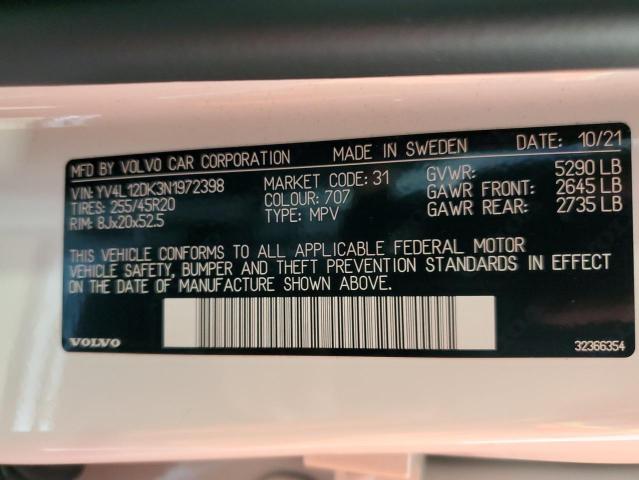 MFD BY VOLVO CAR CORPORATION MADE IN SWEDEN DATE: 10/21
VIN: YV4L12DK3N1972398 MARKET CODE: 31 GVWR: 5290 LB
TIRES: 255/45R20 COLOUR: 707 GAWR FRONT: 2645 LB
RIM: 8Jx20x52.5 TYPE: MPV GAWR REAR: 2735 LB
THIS VEHICLE CONFORMS TO ALL APPLICABLE FEDERAL MOTOR
VEHICLE SAFETY, BUMPER AND THEFT PREVENTION STANDARDS IN EFFECT
ON THE DATE OF MANUFACTURE SHOWN ABOVE.
VOLVO 32366354